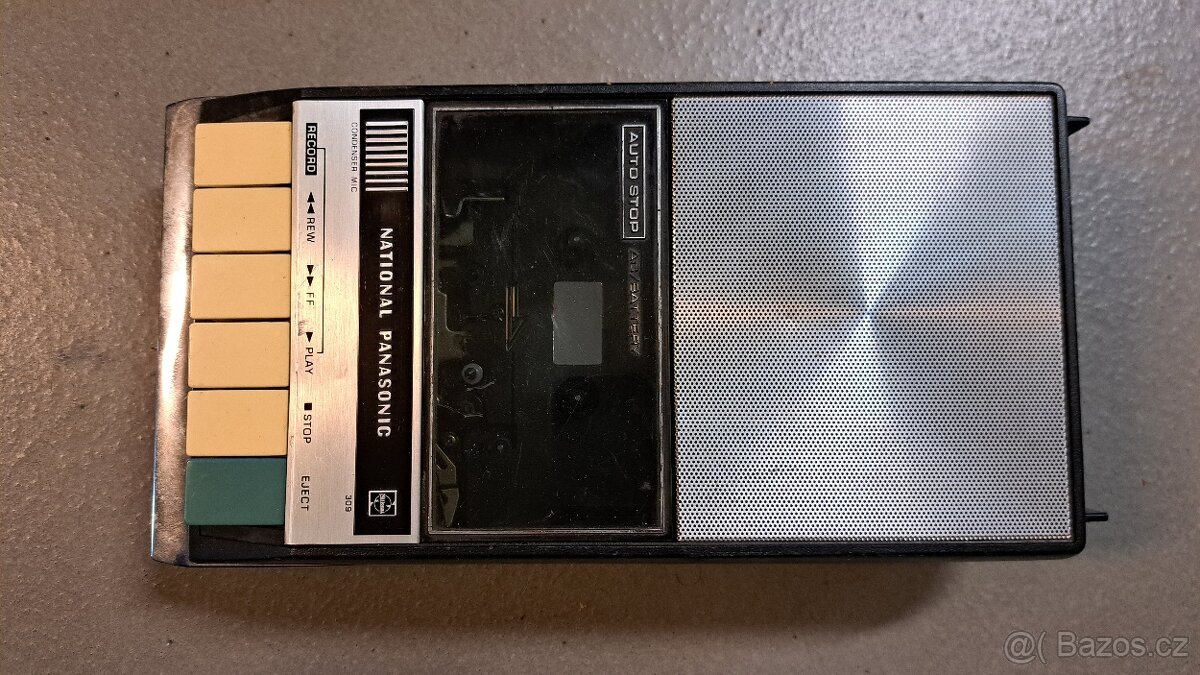 AUTO STOP
AC/BATTERY
NATIONAL PANASONIC
CONDENSER MIC
309
RECORD
◀◀ REW
▶▶ FF
▶ PLAY
■ STOP
EJECT
@( Bazos.cz